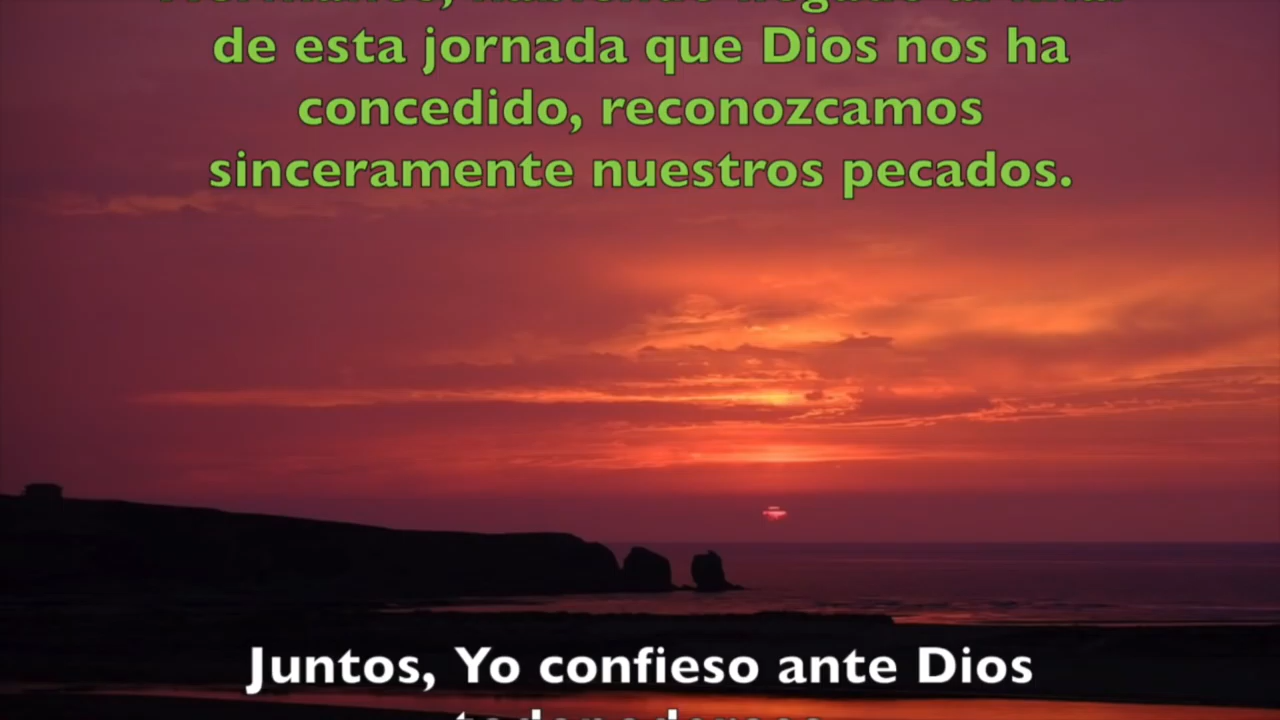 de esta jornada que Dios nos ha
concedido, reconozcamos
sinceramente nuestros pecados.
Juntos, Yo confieso ante Dios